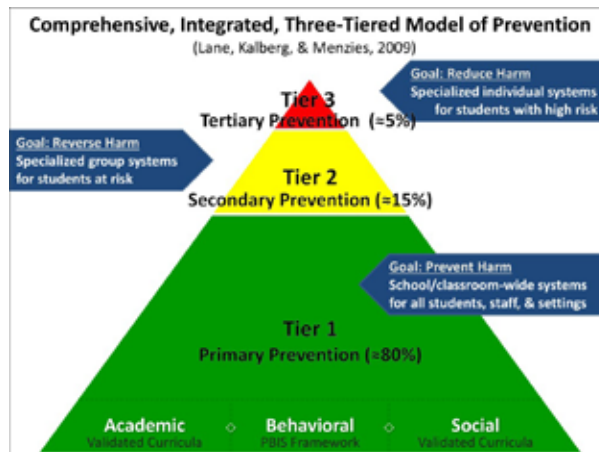 Comprehensive, Integrated, Three-Tiered Model of Prevention
(Lane, Kalberg, & Menzies, 2009)
Goal: Reduce Harm
Specialized individual systems
for students with high risk
Tier 3
Tertiary Prevention (≈5%)
Goal: Reverse Harm
Specialized group systems
for students at risk
Tier 2
Secondary Prevention (≈15%)
Goal: Prevent Harm
School/classroom-wide systems
for all students, staff, & settings
Tier 1
Primary Prevention (≈80%)
Academic ◇ Behavioral ◇ Social
Validated Curricula PBIS Framework Validated Curricula